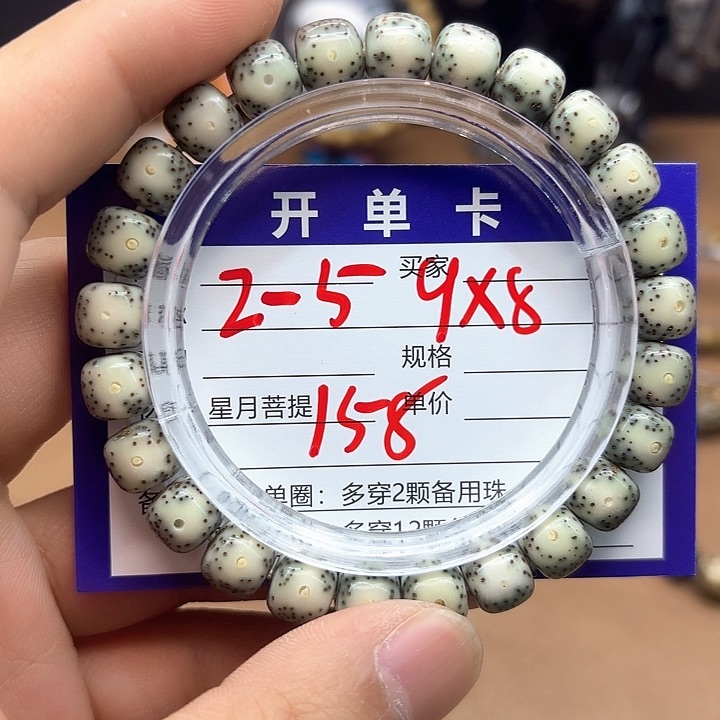 开单卡
买家
2-5 9X8
规格
星月菩提 158 单价
单圈：多穿2颗备用珠